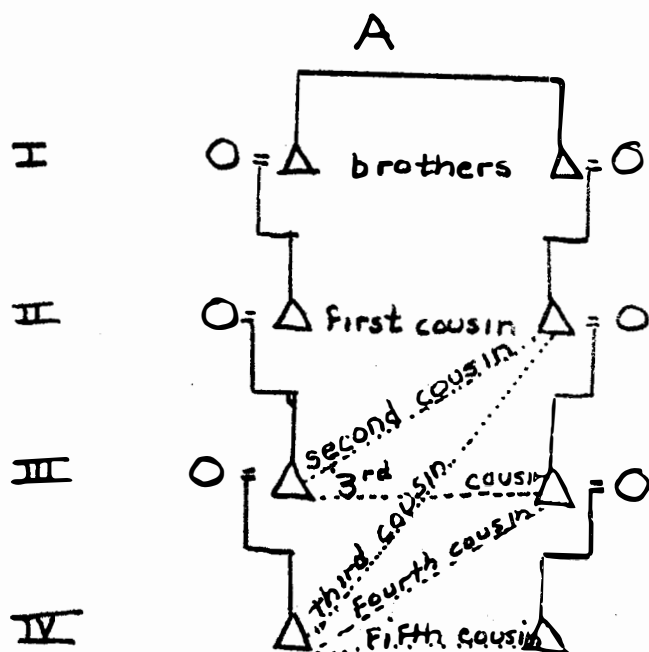 A
I
brothers
II
first cousin
second cousin
III
3rd cousin
third cousin
Fourth cousin
IV
Fifth cousin